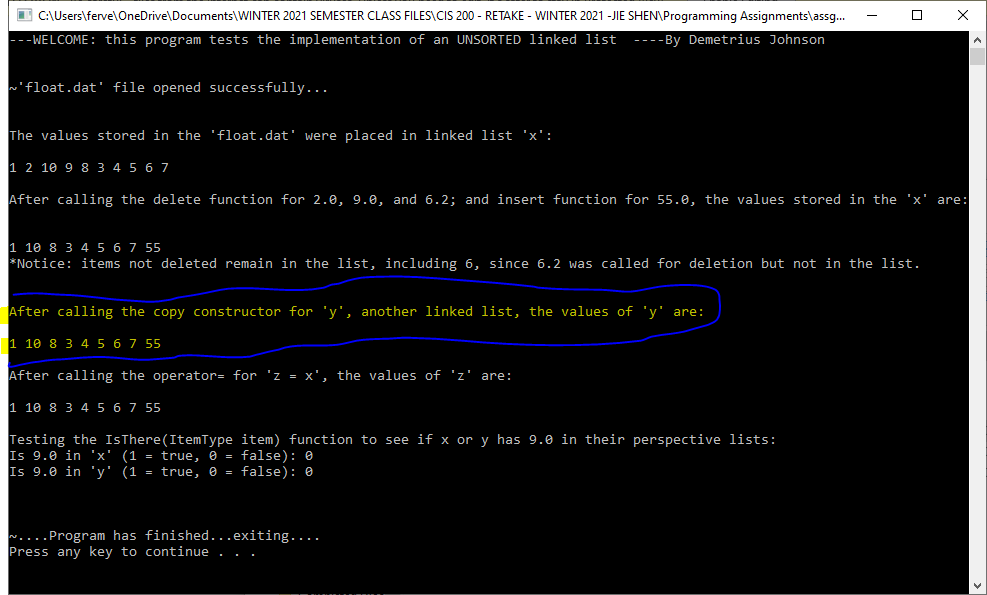 C:\Users\ferve\OneDrive\Documents\WINTER 2021 SEMESTER CLASS FILES\CIS 200 - RETAKE - WINTER 2021 -JIE SHEN\Programming Assignments\assg...
---WELCOME: this program tests the implementation of an UNSORTED linked list  ----By Demetrius Johnson
~'float.dat' file opened successfully...
The values stored in the 'float.dat' were placed in linked list 'x':
1 2 10 9 8 3 4 5 6 7
After calling the delete function for 2.0, 9.0, and 6.2; and insert function for 55.0, the values stored in the 'x' are:
1 10 8 3 4 5 6 7 55
*Notice: items not deleted remain in the list, including 6, since 6.2 was called for deletion but not in the list.
After calling the copy constructor for 'y', another linked list, the values of 'y' are:
1 10 8 3 4 5 6 7 55
After calling the operator= for 'z = x', the values of 'z' are:
1 10 8 3 4 5 6 7 55
Testing the IsThere(ItemType item) function to see if x or y has 9.0 in their perspective lists:
Is 9.0 in 'x' (1 = true, 0 = false): 0
Is 9.0 in 'y' (1 = true, 0 = false): 0
~....Program has finished...exiting....
Press any key to continue . . .